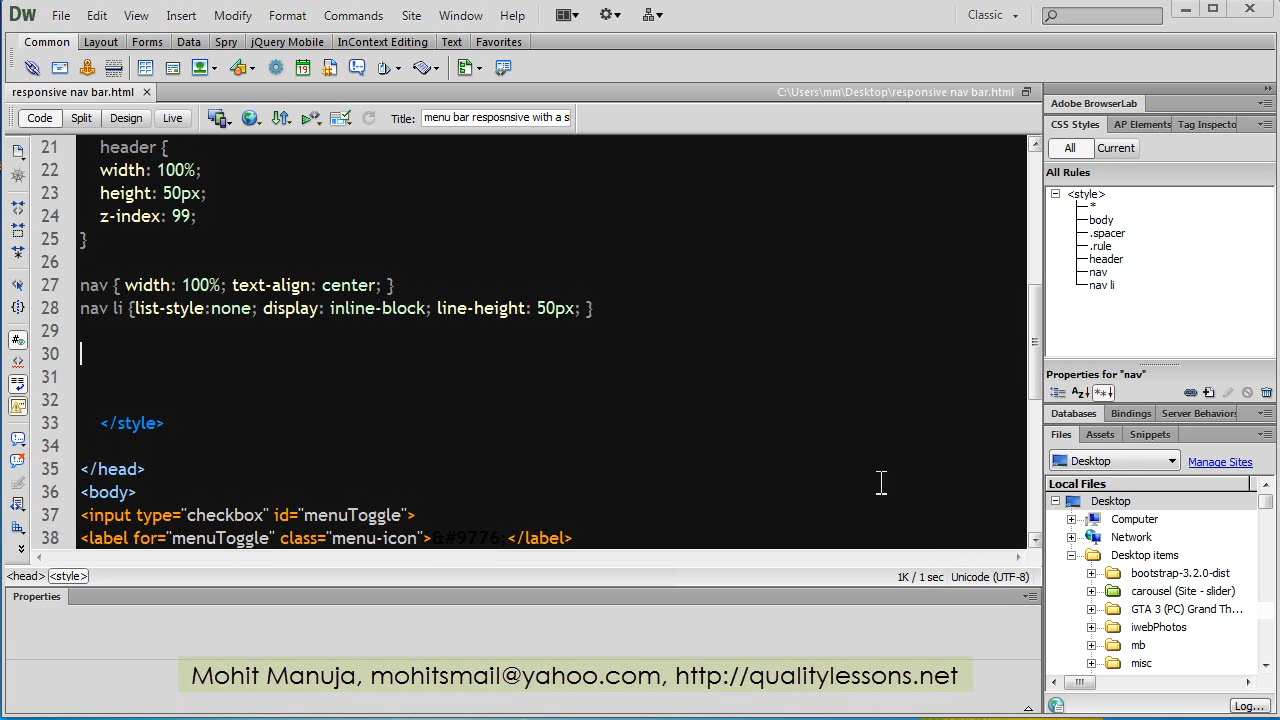 Dw File Edit View Insert Modify Format Commands Site Window Help Classic
Common Layout Forms Data Spry jQuery Mobile InContext Editing Text Favorites
responsive nav bar.html
C:\Users\mm\Desktop\responsive nav bar.html
Code Split Design Live Title: menu bar resposnsive with a s
21 header {
22 width: 100%;
23 height: 50px;
24 z-index: 99;
25 }
26
27 nav { width: 100%; text-align: center; }
28 nav li {list-style:none; display: inline-block; line-height: 50px; }
29
30
31
32
33 </style>
34
35 </head>
36 <body>
37 <input type="checkbox" id="menuToggle">
38 <label for="menuToggle" class="menu-icon">&#9776;</label>
<head> <style>
1K / 1 sec Unicode (UTF-8)
Properties
Adobe BrowserLab
CSS Styles AP Elements Tag Inspecto
All Current
All Rules
<style>
*
body
.spacer
.rule
header
nav
nav li
Properties for "nav"
Databases Bindings Server Behaviors
Files Assets Snippets
Desktop Manage Sites
Local Files
Desktop
Computer
Network
Desktop items
bootstrap-3.2.0-dist
carousel (Site - slider)
GTA 3 (PC) Grand Th...
iwebPhotos
mb
misc
Log...
Mohit Manuja, mohitsmail@yahoo.com, http://qualitylessons.net